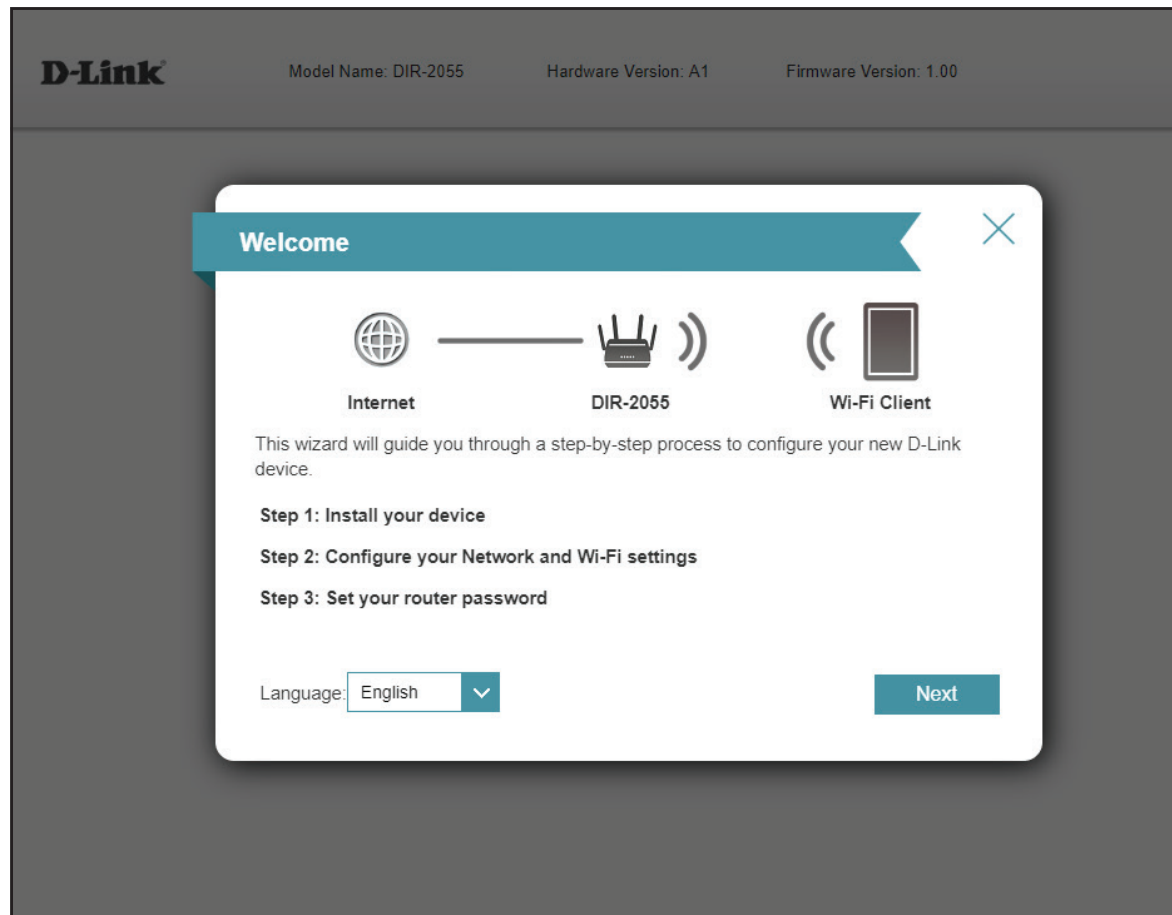 D-Link
Model Name: DIR-2055 Hardware Version: A1 Firmware Version: 1.00
Welcome
Internet DIR-2055 Wi-Fi Client
This wizard will guide you through a step-by-step process to configure your new D-Link
device.
Step 1: Install your device
Step 2: Configure your Network and Wi-Fi settings
Step 3: Set your router password
Language: English
Next